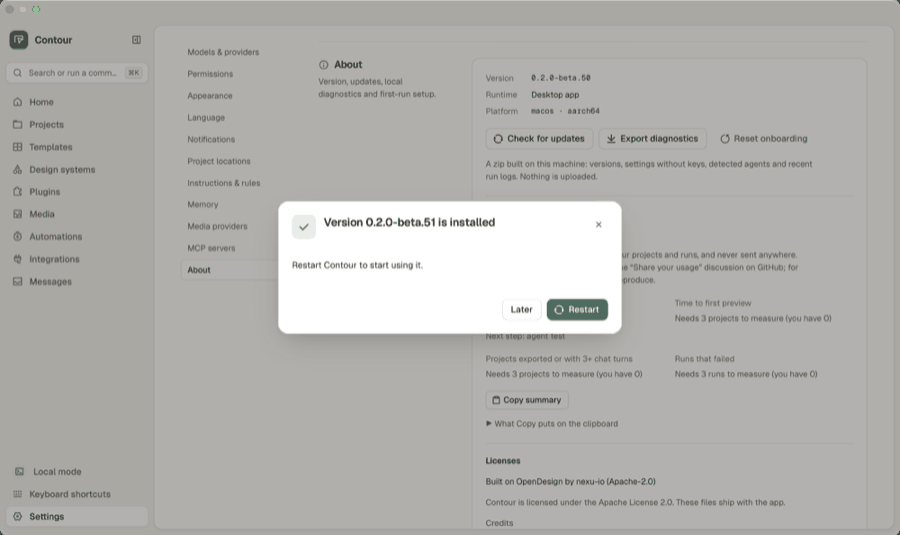 Contour
Search or run a comm... ⌘K
Home
Projects
Templates
Design systems
Plugins
Media
Automations
Integrations
Messages
Local mode
Keyboard shortcuts
Settings
Models & providers
Permissions
Appearance
Language
Notifications
Project locations
Instructions & rules
Memory
Media providers
MCP servers
About
About
Version, updates, local
diagnostics and first-run setup.
Version 0.2.0-beta.50
Runtime Desktop app
Platform macos · aarch64
Check for updates
Export diagnostics
Reset onboarding
A zip built on this machine: versions, settings without keys, detected agents and recent
run logs. Nothing is uploaded.
Version 0.2.0-beta.51 is installed
Restart Contour to start using it.
Later
Restart
ur projects and runs, and never sent anywhere.
"Share your usage" discussion on GitHub; for
produce.
Time to first preview
Needs 3 projects to measure (you have 0)
Next step: agent test
Projects exported or with 3+ chat turns
Needs 3 projects to measure (you have 0)
Runs that failed
Needs 3 runs to measure (you have 0)
Copy summary
What Copy puts on the clipboard
Licenses
Built on OpenDesign by nexu-io (Apache-2.0)
Contour is licensed under the Apache License 2.0. These files ship with the app.
Credits